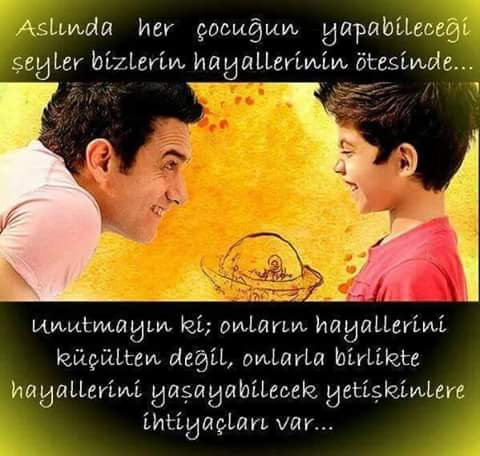 Aslında her çocuğun yapabileceği
şeyler bizlerin hayallerinin ötesinde...
unutmayın ki; onların hayallerini
küçülten değil, onlarla birlikte
hayallerini yaşayabilecek yetişkinlere
ihtiyaçları var...